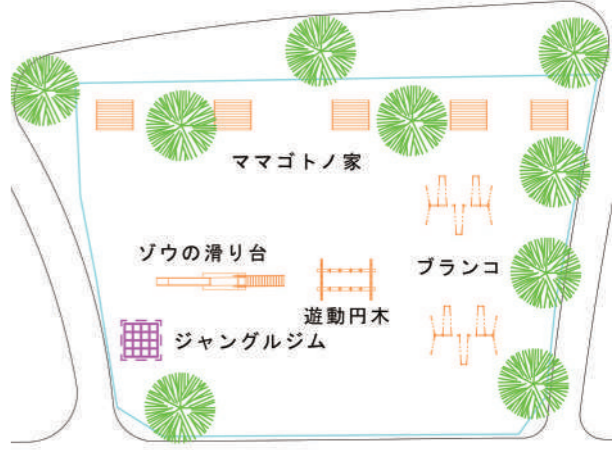 ママゴトノ家
ゾウの滑り台
ブランコ
遊動円木
ジャングルジム